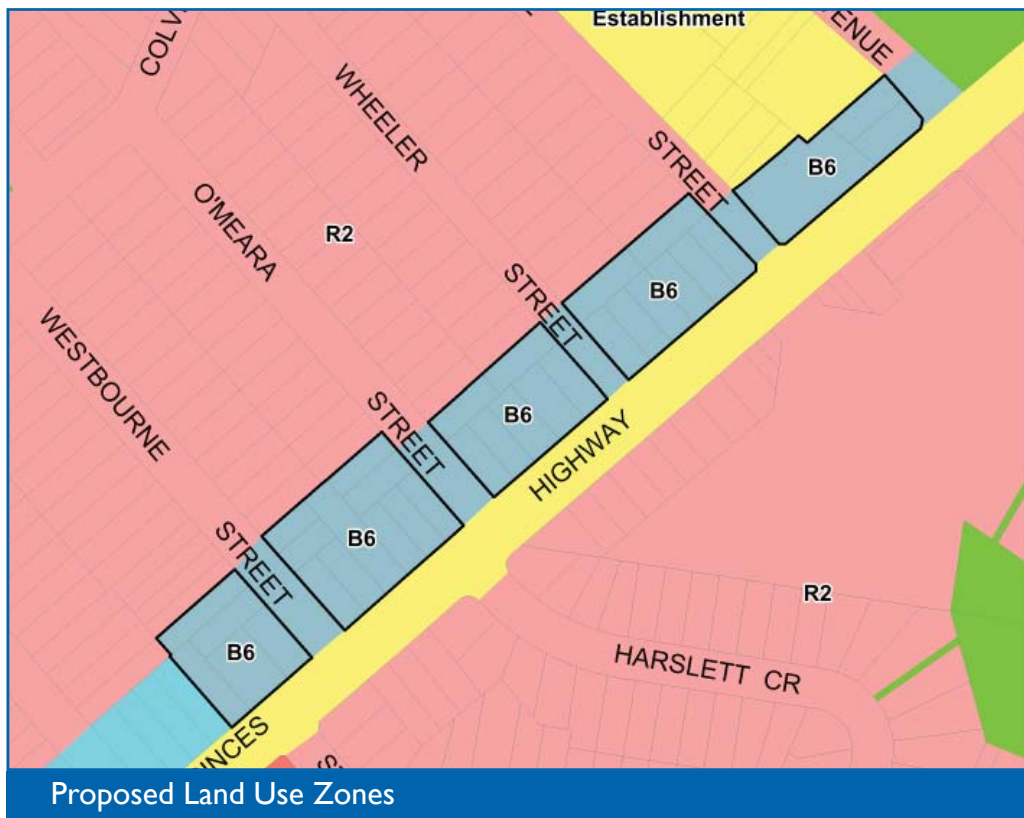 Establishment
COLV
ENUE
WHEELER
STREET
B6
O'MEARA
R2
STREET
B6
WESTBOURNE
STREET
B6
HIGHWAY
STREET
B6
R2
B6
HARSLETT CR
INCES
Proposed Land Use Zones